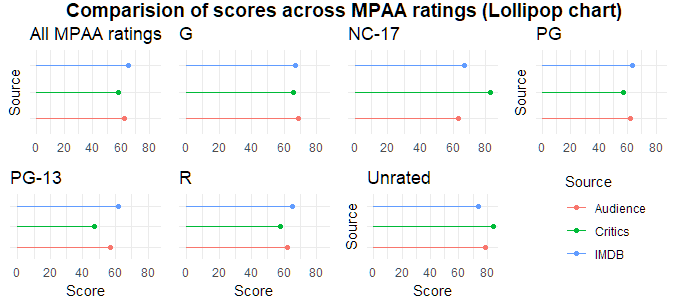 Comparision of scores across MPAA ratings (Lollipop chart)
All MPAA ratings
Source
0 20 40 60 80
G
0 20 40 60 80
NC-17
0 20 40 60 80
PG
Source
0 20 40 60 80
PG-13
0 20 40 60 80
Score
R
0 20 40 60 80
Score
Unrated
Source
0 20 40 60 80
Score
Source
Audience
Critics
IMDB